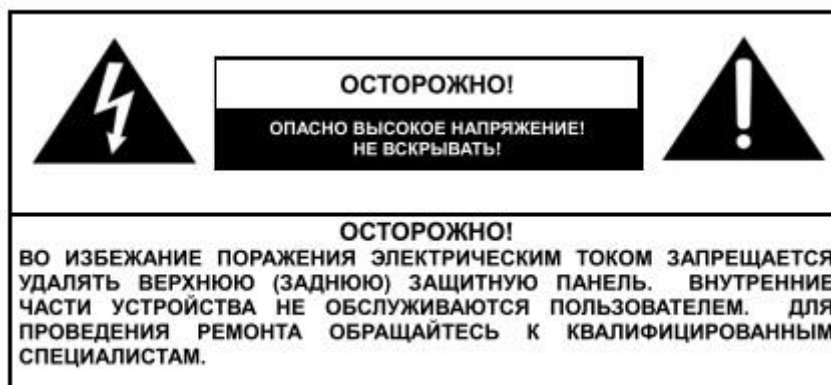 ОСТОРОЖНО!
ОПАСНО ВЫСОКОЕ НАПРЯЖЕНИЕ!
НЕ ВСКРЫВАТЬ!
ОСТОРОЖНО!
ВО ИЗБЕЖАНИЕ ПОРАЖЕНИЯ ЭЛЕКТРИЧЕСКИМ ТОКОМ ЗАПРЕЩАЕТСЯ
УДАЛЯТЬ ВЕРХНЮЮ (ЗАДНЮЮ) ЗАЩИТНУЮ ПАНЕЛЬ. ВНУТРЕННИЕ
ЧАСТИ УСТРОЙСТВА НЕ ОБСЛУЖИВАЮТСЯ ПОЛЬЗОВАТЕЛЕМ. ДЛЯ
ПРОВЕДЕНИЯ РЕМОНТА ОБРАЩАЙТЕСЬ К КВАЛИФИЦИРОВАННЫМ
СПЕЦИАЛИСТАМ.